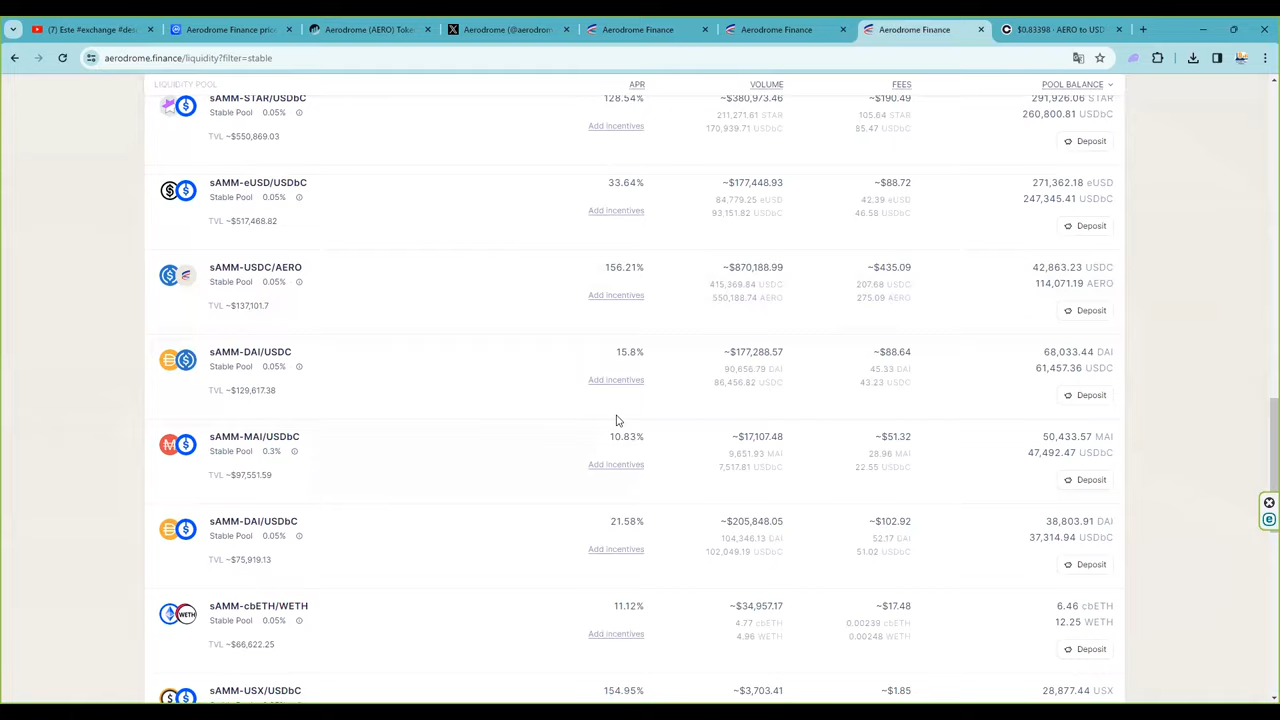 (7) Este #exchange #des
Aerodrome Finance pric
Aerodrome (AERO) Toke
Aerodrome (@aerodrom
Aerodrome Finance
Aerodrome Finance
Aerodrome Finance
$0,83398 · AERO to USD
aerodrome.finance/liquidity?filter=stable
LIQUIDITY POOL APR VOLUME FEES POOL BALANCE
sAMM-STAR/USDbC 128.54% ~$380,973.46 ~$190.49 291,926.06 STAR
Stable Pool 0.05% 211,271.61 STAR 105.64 STAR 260,800.81 USDbC
Add incentives 170,939.71 USDbC 85.47 USDbC
TVL ~$550,869.03 Deposit
sAMM-eUSD/USDbC 33.64% ~$177,448.93 ~$88.72 271,362.18 eUSD
Stable Pool 0.05% 84,779.25 eUSD 42.39 eUSD 247,345.41 USDbC
Add incentives 93,151.82 USDbC 46.58 USDbC
TVL ~$517,468.82 Deposit
sAMM-USDC/AERO 156.21% ~$870,188.99 ~$435.09 42,863.23 USDC
Stable Pool 0.05% 415,369.84 USDC 207.68 USDC 114,071.19 AERO
Add incentives 550,188.74 AERO 275.09 AERO
TVL ~$137,101.7 Deposit
sAMM-DAI/USDC 15.8% ~$177,288.57 ~$88.64 68,033.44 DAI
Stable Pool 0.05% 90,656.79 DAI 45.33 DAI 61,457.36 USDC
Add incentives 86,456.82 USDC 43.23 USDC
TVL ~$129,617.38 Deposit
sAMM-MAI/USDbC 10.83% ~$17,107.48 ~$51.32 50,433.57 MAI
Stable Pool 0.3% 9,651.93 MAI 28.96 MAI 47,492.47 USDbC
Add incentives 7,517.81 USDbC 22.55 USDbC
TVL ~$97,551.59 Deposit
sAMM-DAI/USDbC 21.58% ~$205,848.05 ~$102.92 38,803.91 DAI
Stable Pool 0.05% 104,346.13 DAI 52.17 DAI 37,314.94 USDbC
Add incentives 102,049.19 USDbC 51.02 USDbC
TVL ~$75,919.13 Deposit
sAMM-cbETH/WETH 11.12% ~$34,957.17 ~$17.48 6.46 cbETH
Stable Pool 0.05% 4.77 cbETH 0.00239 cbETH 12.25 WETH
Add incentives 4.96 WETH 0.00248 WETH
TVL ~$66,622.25 Deposit
sAMM-USX/USDbC 154.95% ~$3,703.41 ~$1.85 28,877.44 USX